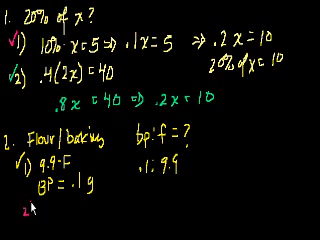 1. 20% of x?
1) 10% x = 5 ⇒ .1x = 5 ⇒ .2x = 10
20% of x = 10
2) .4(2x) = 40
.8x = 40 ⇒ .2x = 10
2. Flour/baking bp:f = ?
1) 9.9-F .1:9.9
BP = .1 g
2)